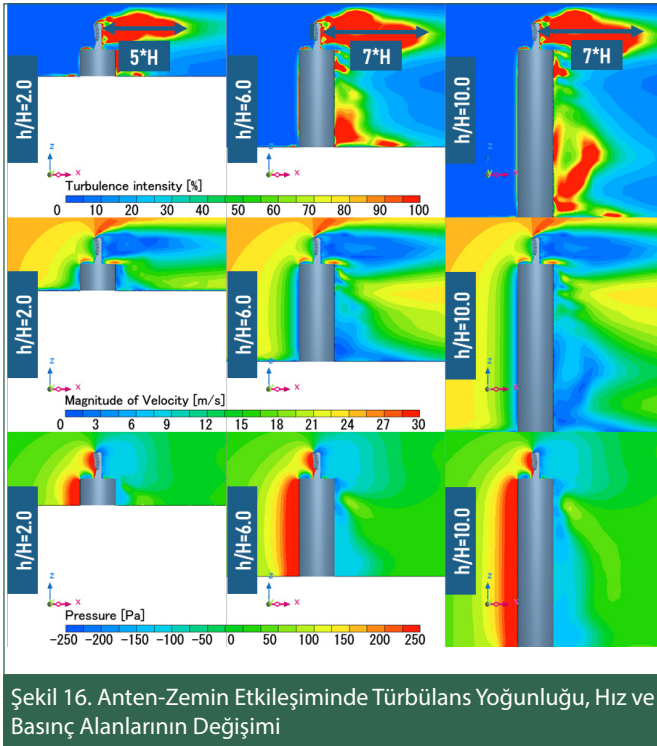 5*H
7*H
7*H
h/H=2.0
h/H=6.0
h/H=10.0
z
x
z
x
x
Turbulence intensity [%]
0 10 20 30 40 50 60 70 80 90 100
h/H=2.0
h/H=6.0
h/H=10.0
z
x
z
x
z
x
Magnitude of Velocity [m/s]
0 3 6 9 12 15 18 21 24 27 30
h/H=2.0
h/H=6.0
h/H=10.0
z
x
z
x
z
x
Pressure [Pa]
-250 -200 -150 -100 -50 0 50 100 150 200 250
Şekil 16. Anten-Zemin Etkileşiminde Türbülans Yoğunluğu, Hız ve
Basınç Alanlarının Değişimi